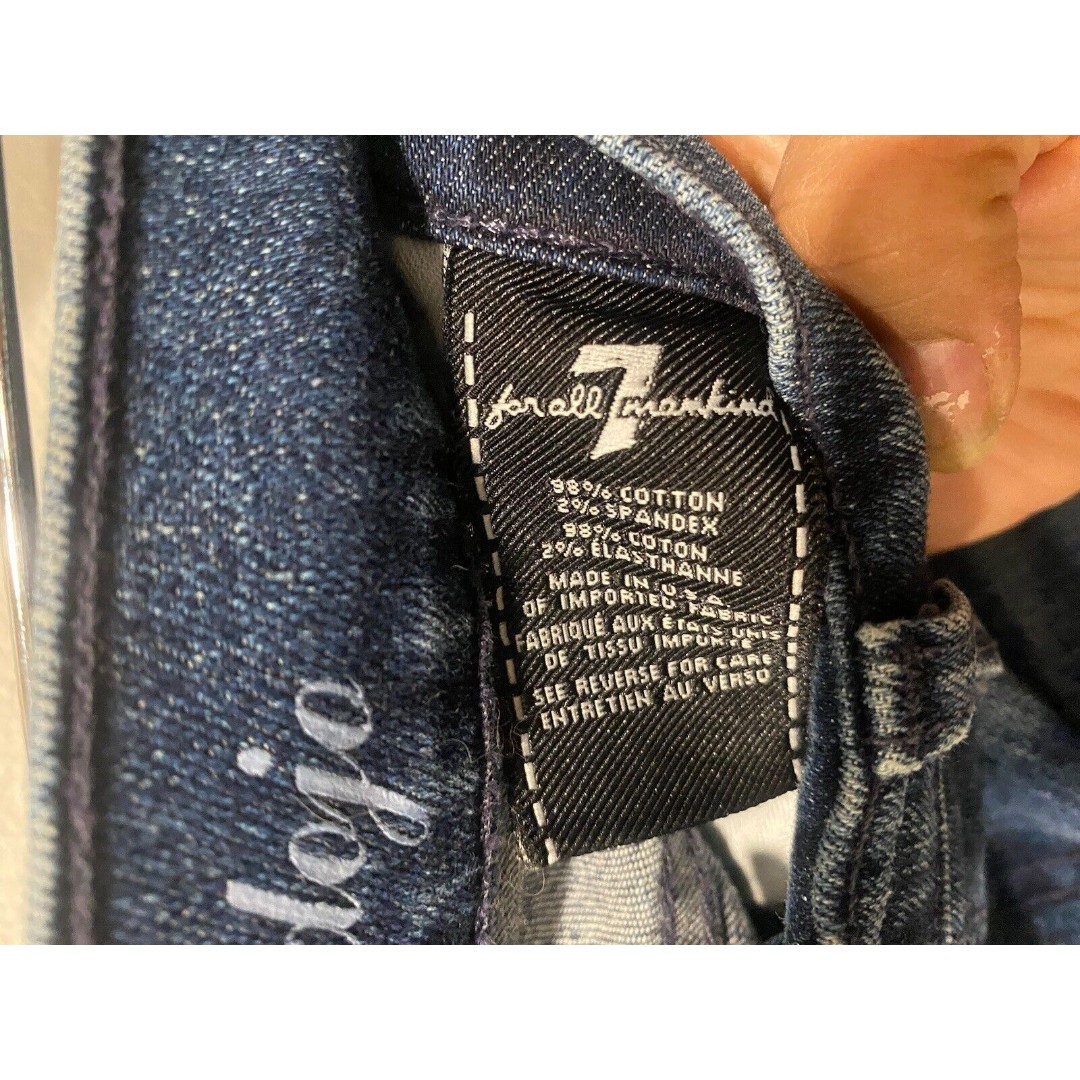 7
for all mankind
98% COTTON
2% SPANDEX
98% COTON
2% ÉLASTHANNE
MADE IN U.S.A.
OF IMPORTED FABRIC
FABRIQUÉ AUX ÉTATS UNIS
DE TISSU IMPORTÉ
SEE REVERSE FOR CARE
ENTRETIEN AU VERSO
dojo